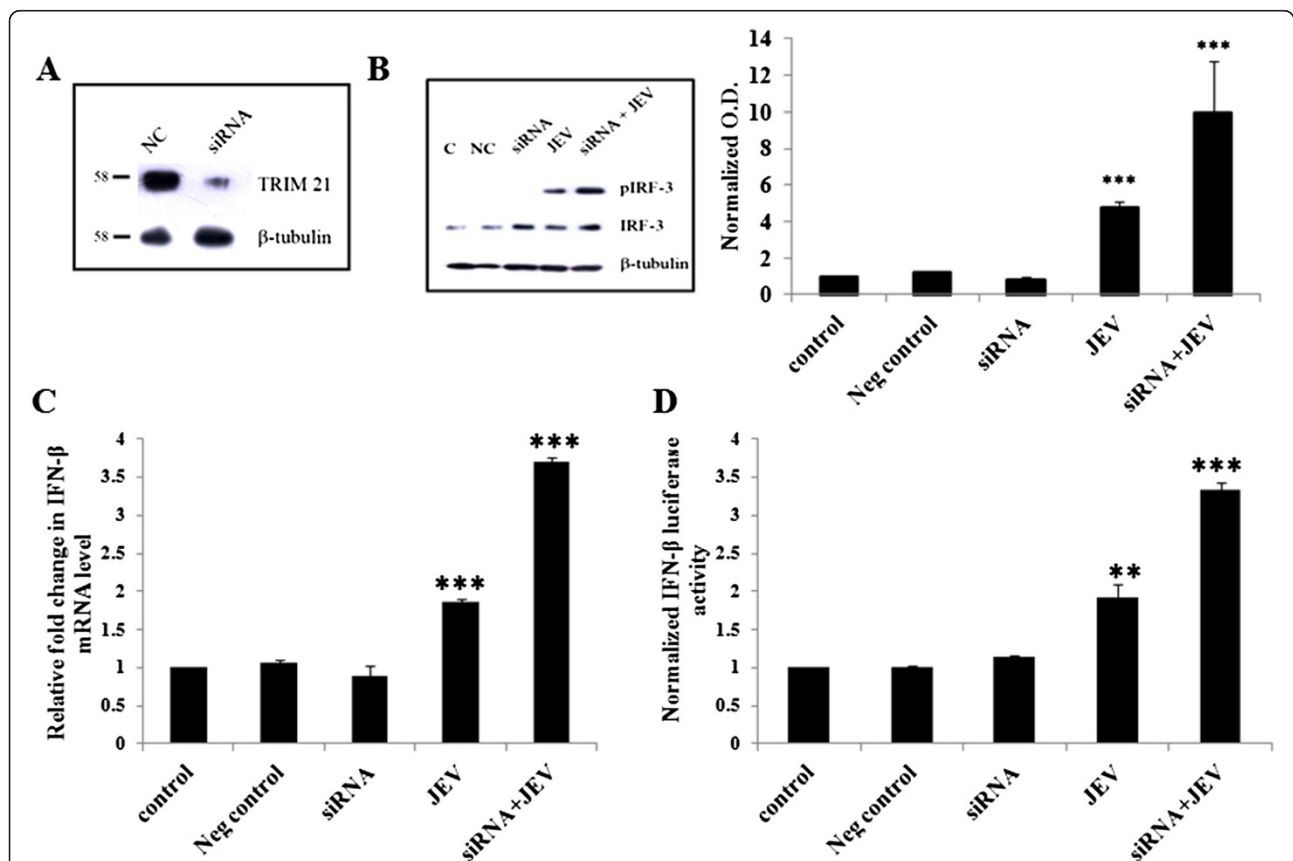 A
NC
siRNA
58
TRIM 21
58
β-tubulin
B
C
NC
siRNA
JEV
siRNA + JEV
pIRF-3
IRF-3
β-tubulin
Normalized O.D.
14
12
10
8
6
4
2
0
***
***
control
Neg control
siRNA
JEV
siRNA+JEV
C
Relative fold change in IFN-β
mRNA level
4
3.5
3
2.5
2
1.5
1
0.5
0
***
***
control
Neg control
siRNA
JEV
siRNA+JEV
D
Normalized IFN-β luciferase
activity
4
3.5
3
2.5
2
1.5
1
0.5
0
**
***
control
Neg control
siRNA
JEV
siRNA+JEV